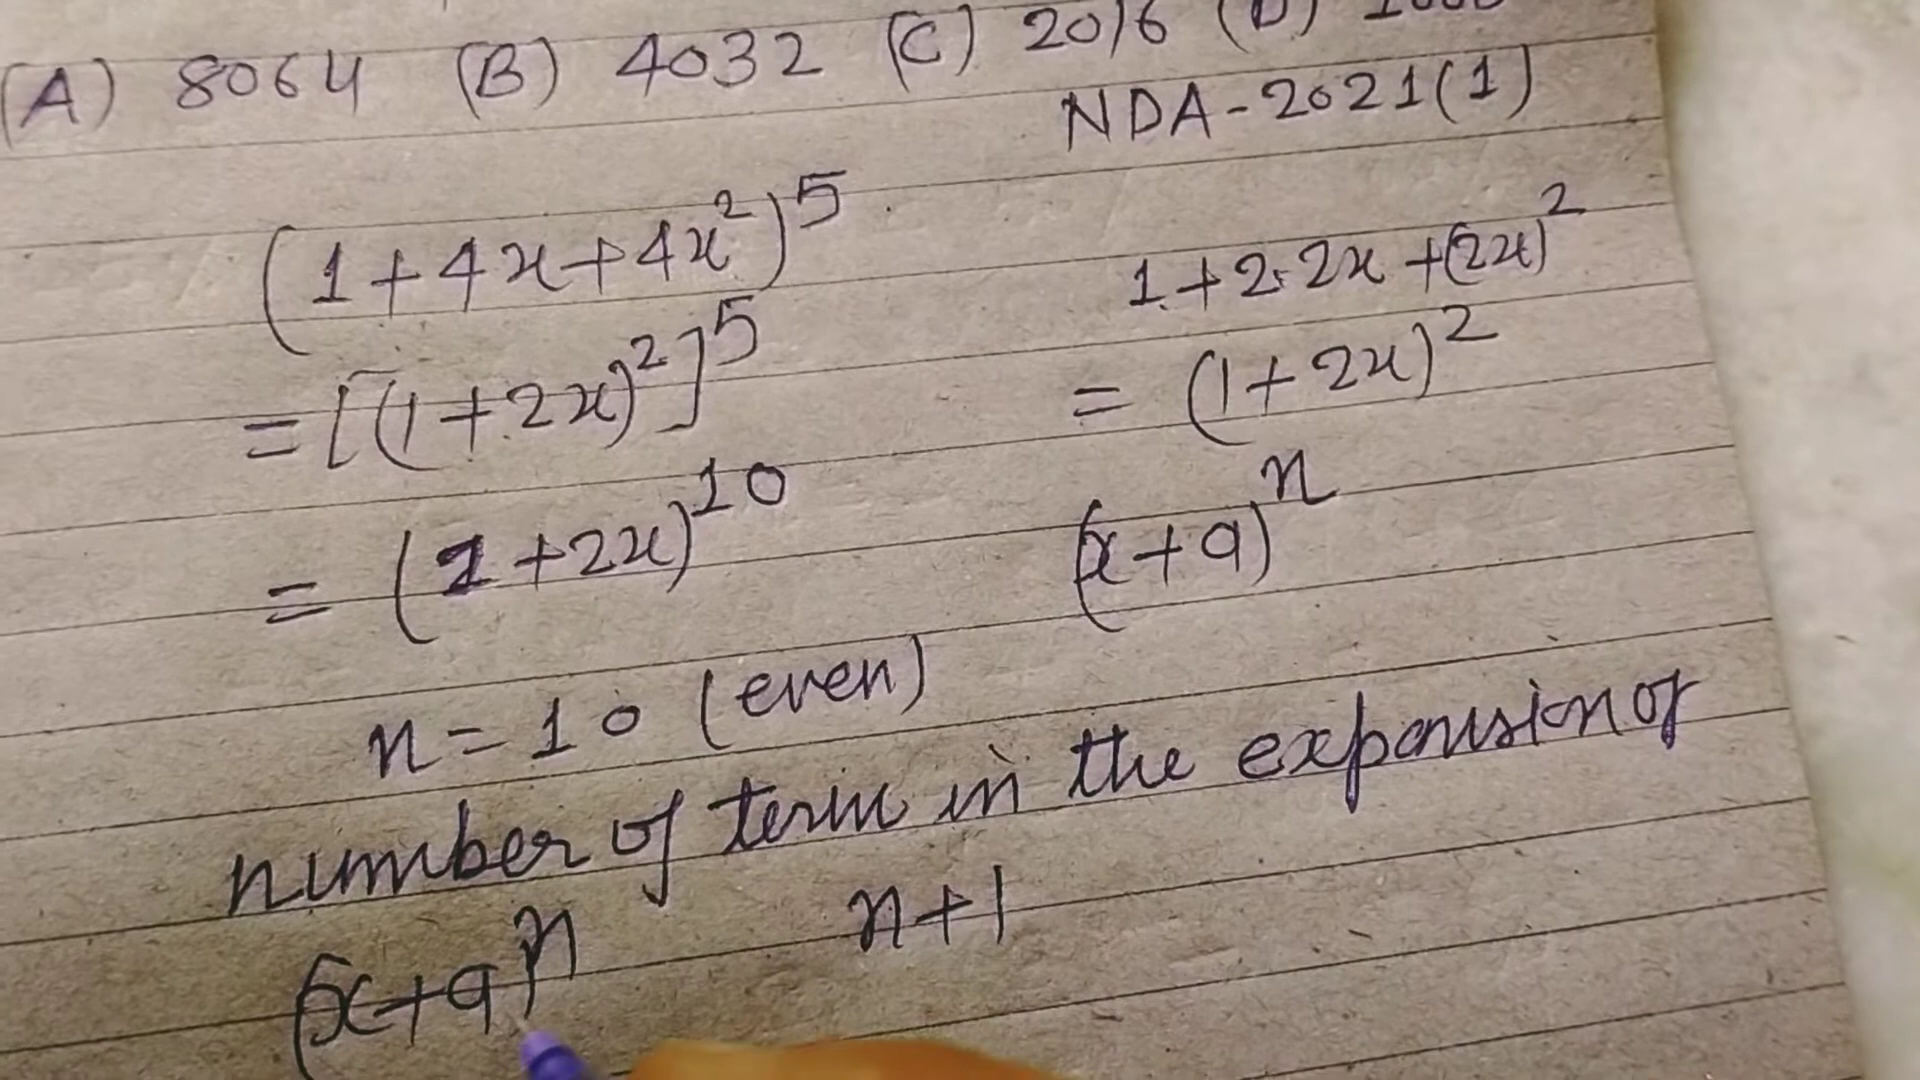 (A) 8064 (B) 4032 (C) 2016 (D)
NDA-2021(1)
(1+4x+4x²)⁵
1+2.2x+(2x)²
=[(1+2x)²]⁵
= (1+2x)²
= (1+2x)¹⁰
(x+a)ⁿ
n=10 (even)
number of term in the expansion of
(x+a)ⁿ n+1